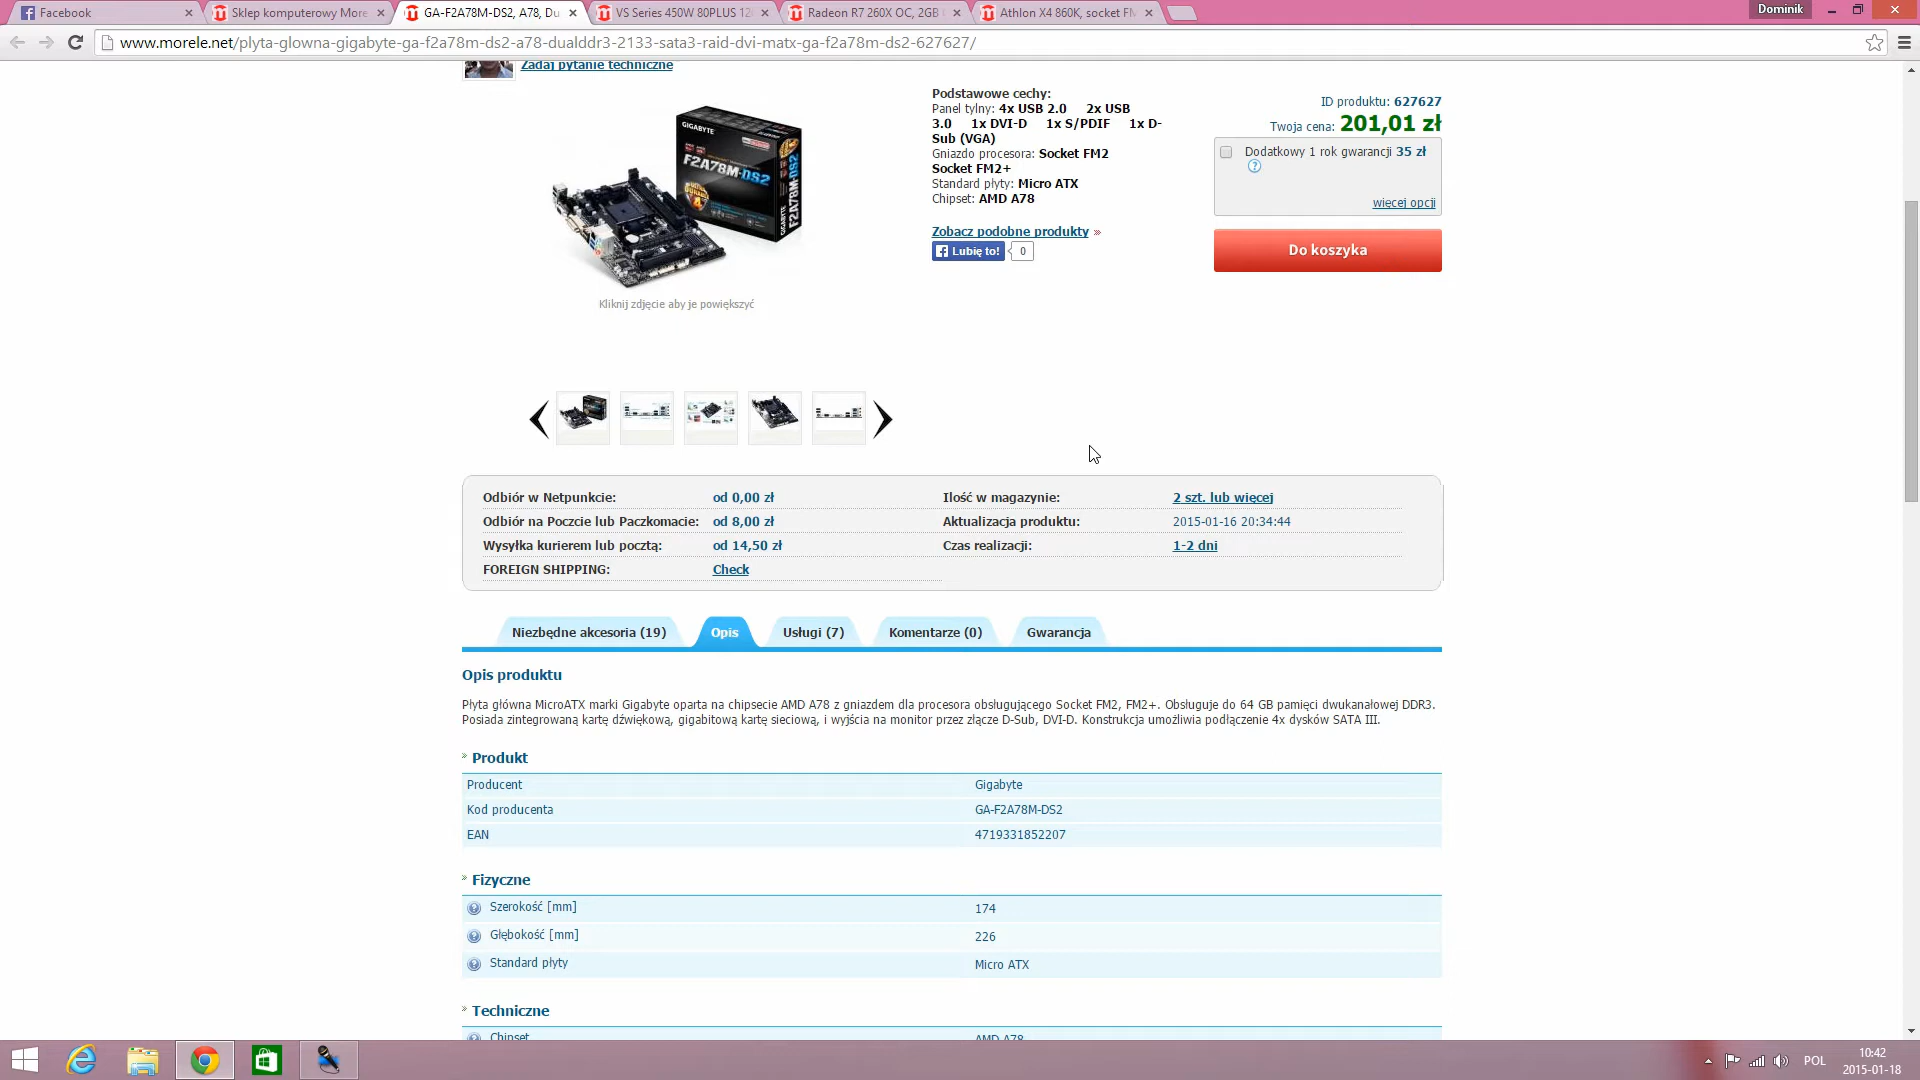 Facebook
Sklep komputerowy More
GA-F2A78M-DS2, A78, Du
VS Series 450W 80PLUS 12
Radeon R7 260X OC, 2GB
Athlon X4 860K, socket FM
Dominik
www.morele.net/plyta-glowna-gigabyte-ga-f2a78m-ds2-a78-dualddr3-2133-sata3-raid-dvi-matx-ga-f2a78m-ds2-627627/
Zadaj pytanie techniczne
GIGABYTE
F2A78M-DS2
Kliknij zdjęcie aby je powiększyć
Podstawowe cechy:
Panel tylny: 4x USB 2.0 2x USB
3.0 1x DVI-D 1x S/PDIF 1x D-
Sub (VGA)
Gniazdo procesora: Socket FM2
Socket FM2+
Standard płyty: Micro ATX
Chipset: AMD A78
Zobacz podobne produkty »
Lubię to! 0
ID produktu: 627627
Twoja cena: 201,01 zł
Dodatkowy 1 rok gwarancji 35 zł
więcej opcji
Do koszyka
Odbiór w Netpunkcie: od 0,00 zł Ilość w magazynie: 2 szt. lub więcej
Odbiór na Poczcie lub Paczkomacie: od 8,00 zł Aktualizacja produktu: 2015-01-16 20:34:44
Wysyłka kurierem lub pocztą: od 14,50 zł Czas realizacji: 1-2 dni
FOREIGN SHIPPING: Check
Niezbędne akcesoria (19) Opis Usługi (7) Komentarze (0) Gwarancja
Opis produktu
Płyta główna MicroATX marki Gigabyte oparta na chipsecie AMD A78 z gniazdem dla procesora obsługującego Socket FM2, FM2+. Obsługuje do 64 GB pamięci dwukanałowej DDR3.
Posiada zintegrowaną kartę dźwiękową, gigabitową kartę sieciową, i wyjścia na monitor przez złącze D-Sub, DVI-D. Konstrukcja umożliwia podłączenie 4x dysków SATA III.
» Produkt
Producent Gigabyte
Kod producenta GA-F2A78M-DS2
EAN 4719331852207
» Fizyczne
Szerokość [mm] 174
Głębokość [mm] 226
Standard płyty Micro ATX
» Techniczne
Chipset AMD A78
POL
10:42
2015-01-18